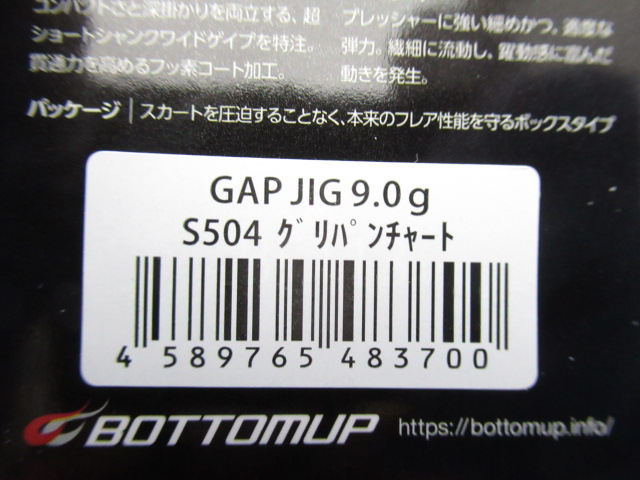 コンパクトさと深掛かりを両立する、超
ショートシャンクワイドゲイプを特注。
貫通力を高めるフッ素コート加工。
プレッシャーに強い細めかつ、適度な
弾力。繊細に流動し、躍動感に富んだ
動きを発生。
パッケージ | スカートを圧迫することなく、本来のフレア性能を守るボックスタイプ
GAP JIG 9.0g
S504 ｸﾞﾘﾊﾟﾝﾁｬｰﾄ
4 589765 483700
BOTTOMUP
https://bottomup.info/